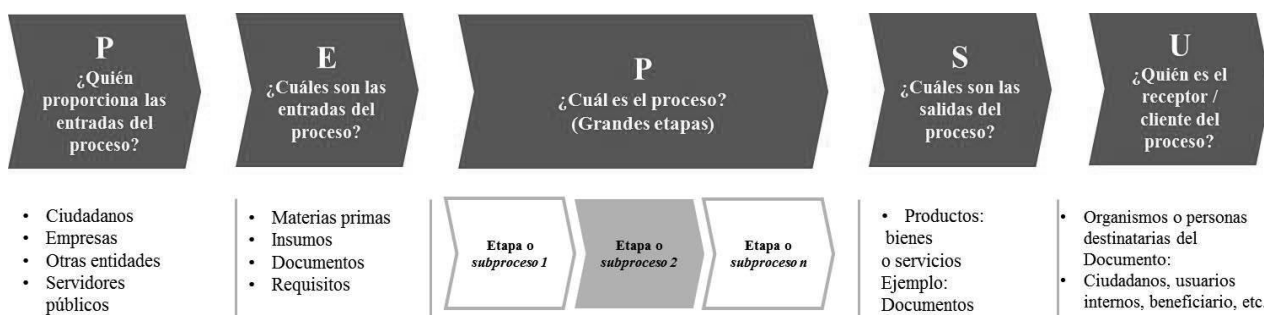 P
¿Quién
proporciona las
entradas del
proceso?
E
¿Cuáles son las
entradas del
proceso?
P
¿Cuál es el proceso?
(Grandes etapas)
S
¿Cuáles son las
salidas del
proceso?
U
¿Quién es el
receptor /
cliente del
proceso?
• Ciudadanos
• Empresas
• Otras entidades
• Servidores
públicos
• Materias primas
• Insumos
• Documentos
• Requisitos
Etapa o
subproceso 1
Etapa o
subproceso 2
Etapa o
subproceso n
• Productos:
bienes
o servicios
Ejemplo:
Documentos
• Organismos o personas
destinatarias del
Documento:
• Ciudadanos, usuarios
internos, beneficiario, etc.